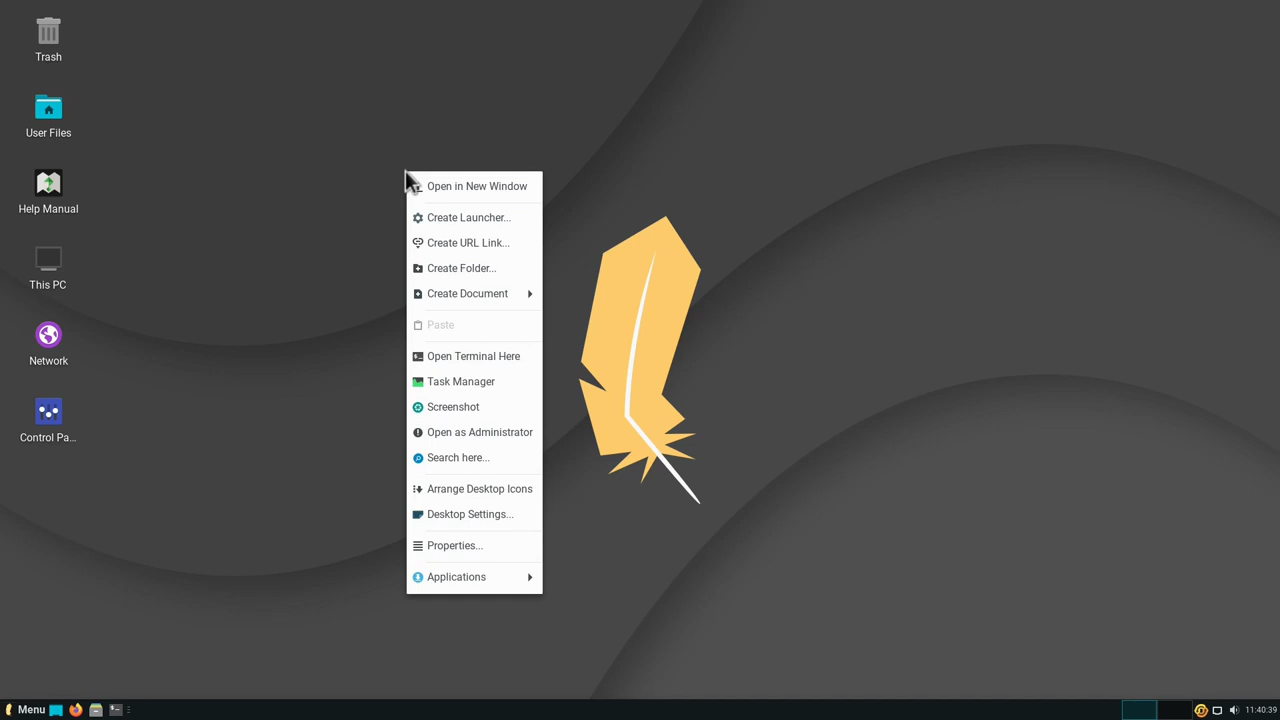 Trash
User Files
Help Manual
This PC
Network
Control Pa...
Open in New Window
Create Launcher...
Create URL Link...
Create Folder...
Create Document
Paste
Open Terminal Here
Task Manager
Screenshot
Open as Administrator
Search here...
Arrange Desktop Icons
Desktop Settings...
Properties...
Applications
Menu
11:40:39